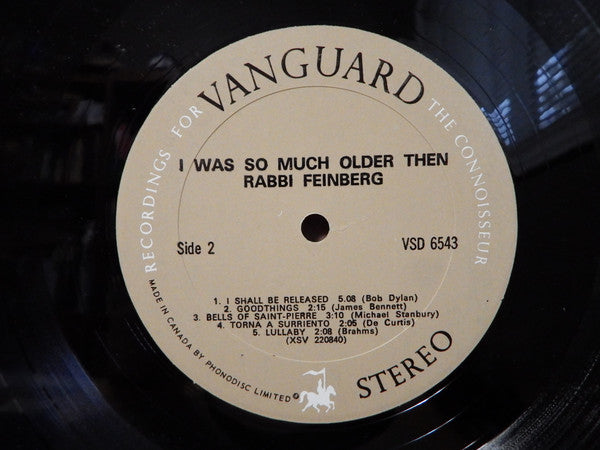 RECORDINGS FOR VANGUARD THE CONNOISSEUR
I WAS SO MUCH OLDER THEN
RABBI FEINBERG
Side 2
VSD 6543
1. I SHALL BE RELEASED 5.08 (Bob Dylan)
2. GOODTHINGS 2:15 (James Bennett)
3. BELLS OF SAINT-PIERRE 3:10 (Michael Stanbury)
4. TORNA A SURRIENTO 2:05 (De Curtis)
5. LULLABY 2:08 (Brahms)
(XSV 220840)
MADE IN CANADA BY PHONODISC LIMITED
STEREO